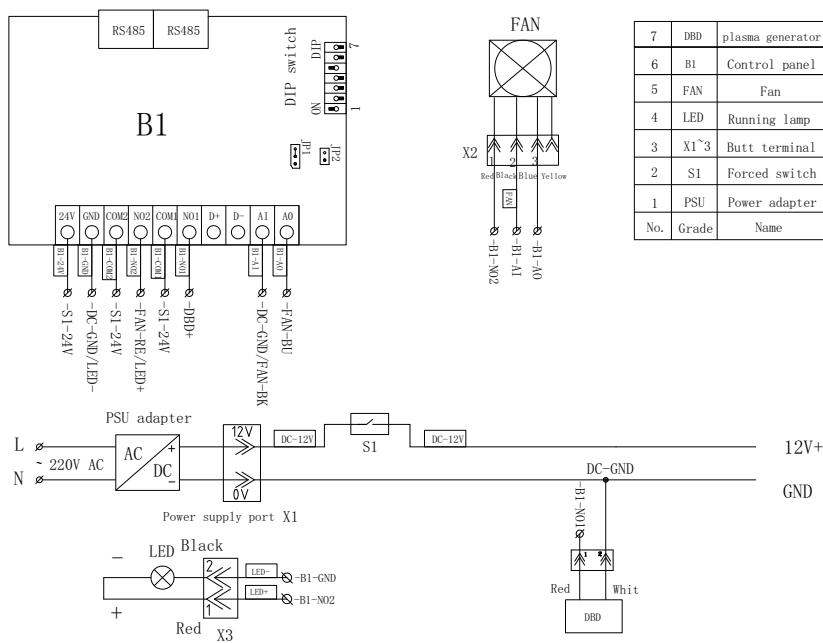 RS485 RS485
DIP switch
DIP
7
ON
1
B1
JP1
JP2
24V GND COM2 NO2 COM1 NO1 D+ D- AI AO
B1-24V
B1-GND
B1-COM2
B1-NO2
B1-COM1
B1-NO1
B1-AI
B1-AO
-S1-24V
-DC-GND/LED-
-S1-24V
-FAN-RE/LED+
-S1-24V
-DBD+
-DC-GND/FAN-BK
-FAN-BU
FAN
X2
1 2 3
Red Black Blue Yellow
FAN
-B1-NO2
-B1-AI
-B1-AO
7 DBD plasma generator
6 B1 Control panel
5 FAN Fan
4 LED Running lamp
3 X1~3 Butt terminal
2 S1 Forced switch
1 PSU Power adapter
No. Grade Name
PSU adapter
L
~ 220V AC
N
AC
DC
+
-
12V
0V
Power supply port X1
DC-12V
S1
DC-12V
12V+
DC-GND
GND
-B1-NO1
1 2
Red Whit
DBD
LED Black
-
+
2
1
LED- -B1-GND
LED+ -B1-NO2
Red X3